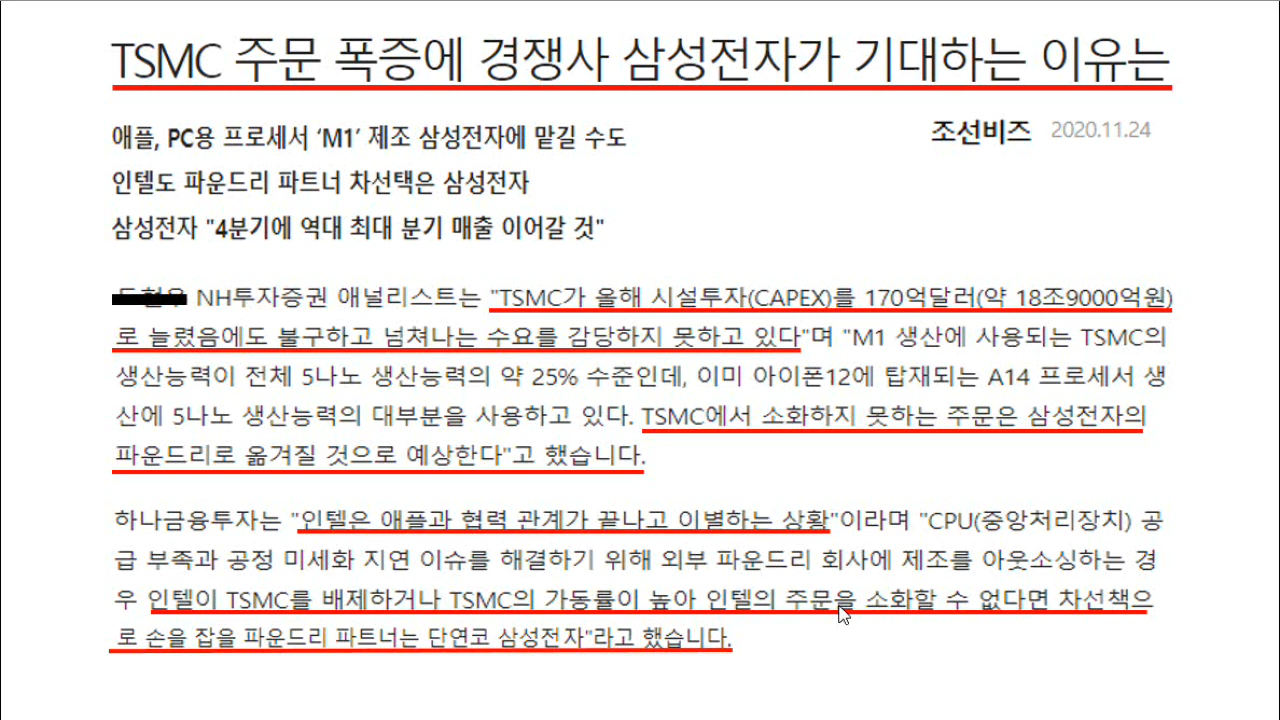 TSMC 주문 폭증에 경쟁사 삼성전자가 기대하는 이유는
애플, PC용 프로세서 ‘M1’ 제조 삼성전자에 맡길 수도
조선비즈 2020.11.24
인텔도 파운드리 파트너 차선택은 삼성전자
삼성전자 "4분기에 역대 최대 분기 매출 이어갈 것"
NH투자증권 애널리스트는 "TSMC가 올해 시설투자(CAPEX)를 170억달러(약 18조9000억원)
로 늘렸음에도 불구하고 넘쳐나는 수요를 감당하지 못하고 있다"며 "M1 생산에 사용되는 TSMC의
생산능력이 전체 5나노 생산능력의 약 25% 수준인데, 이미 아이폰12에 탑재되는 A14 프로세서 생
산에 5나노 생산능력의 대부분을 사용하고 있다. TSMC에서 소화하지 못하는 주문은 삼성전자의
파운드리로 옮겨질 것으로 예상한다"고 했습니다.
하나금융투자는 "인텔은 애플과 협력 관계가 끝나고 이별하는 상황"이라며 "CPU(중앙처리장치) 공
급 부족과 공정 미세화 지연 이슈를 해결하기 위해 외부 파운드리 회사에 제조를 아웃소싱하는 경
우 인텔이 TSMC를 배제하거나 TSMC의 가동률이 높아 인텔의 주문을 소화할 수 없다면 차선책으
로 손을 잡을 파운드리 파트너는 단연코 삼성전자"라고 했습니다.